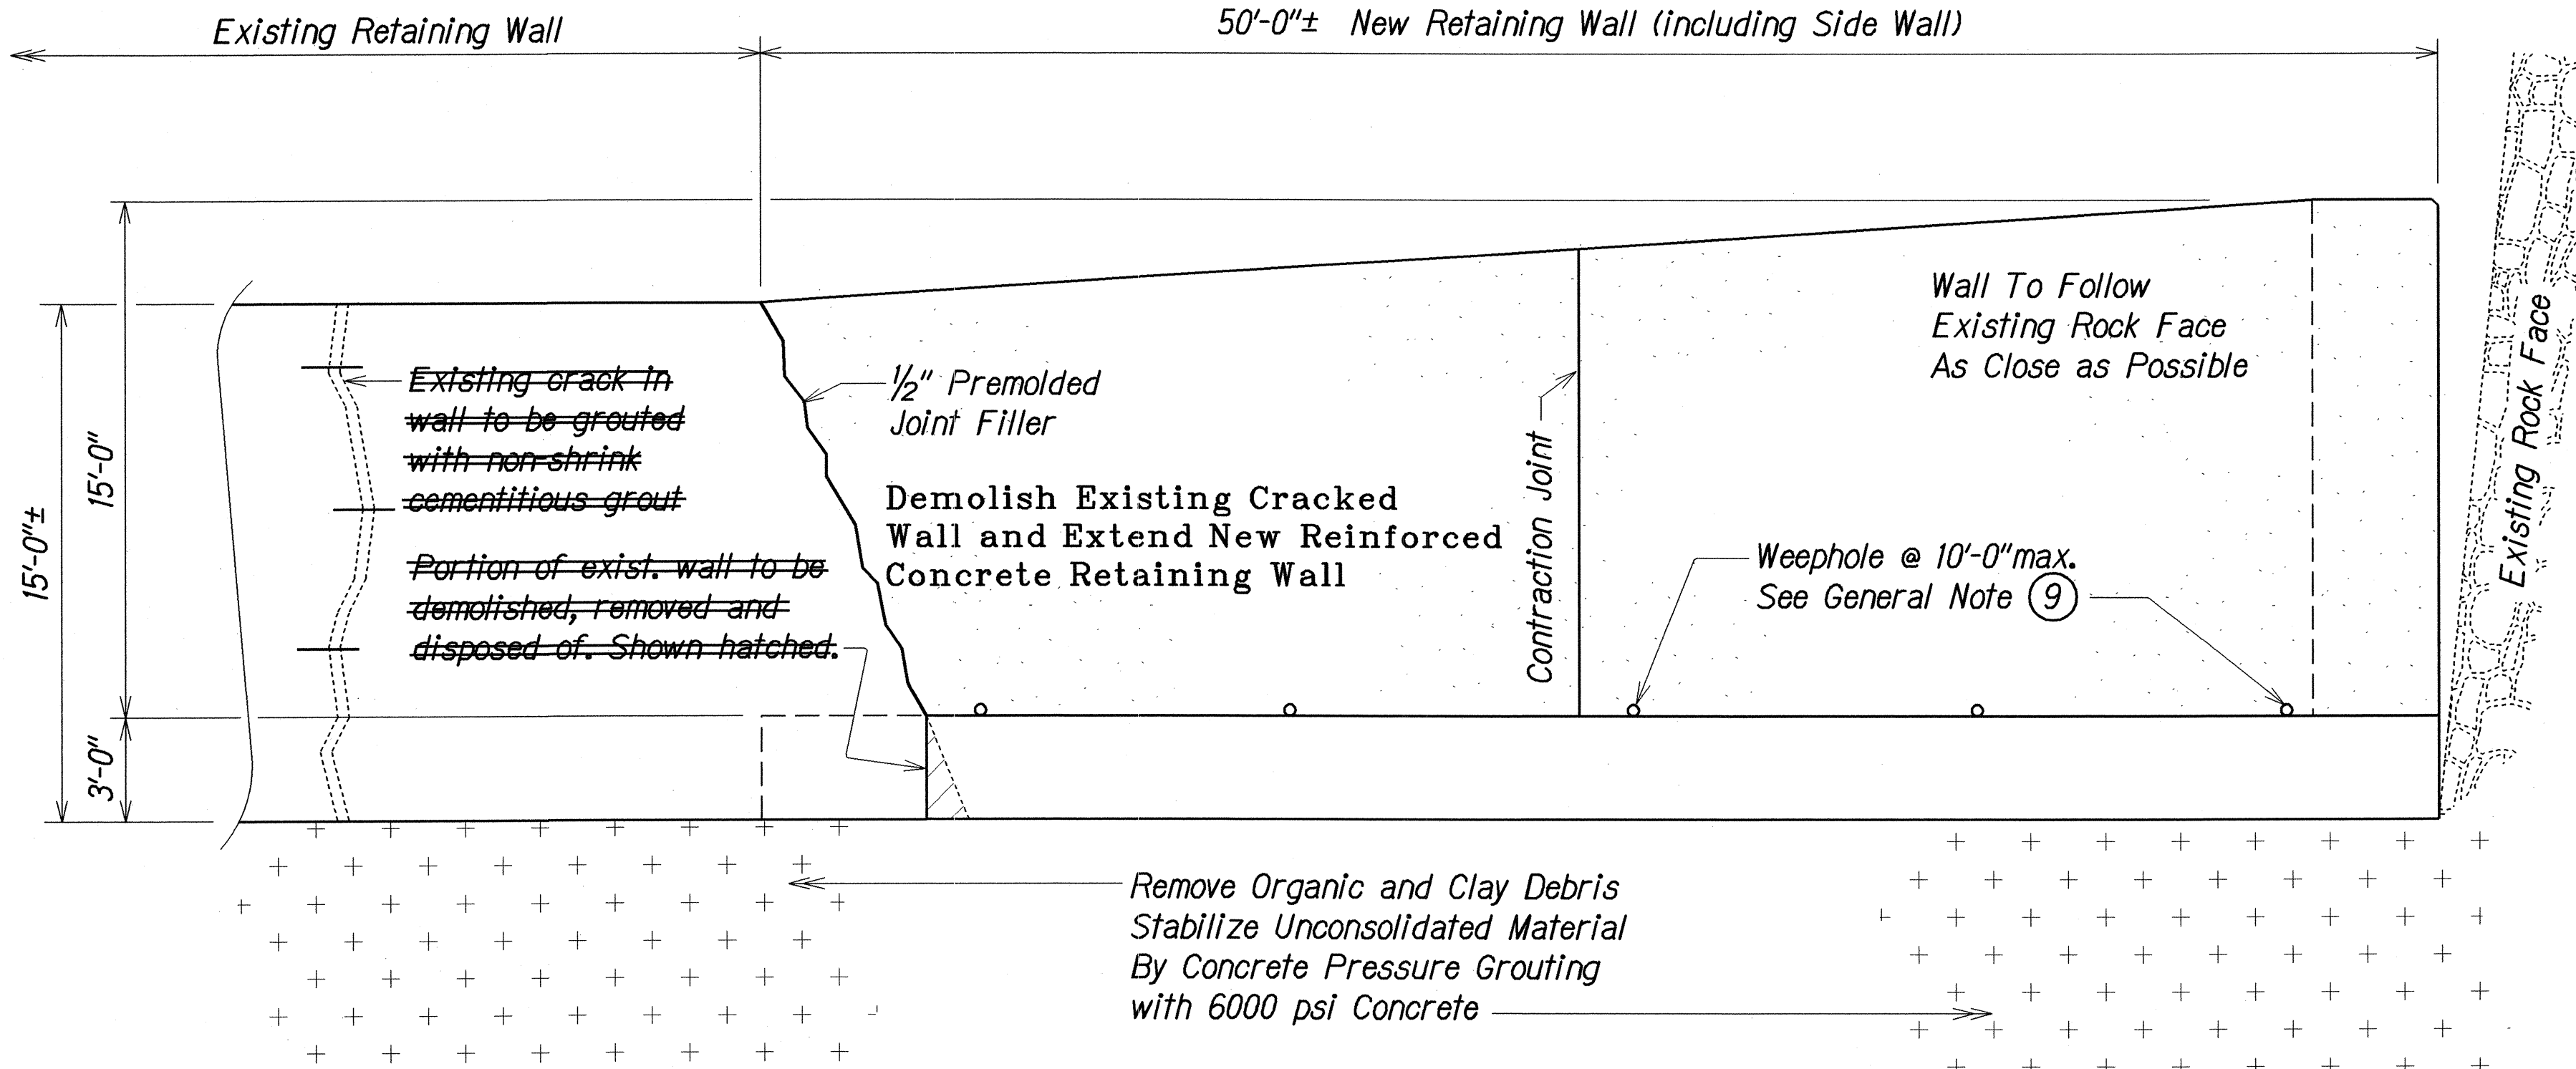 Existing Retaining Wall
50'-0"± New Retaining Wall (including Side Wall)
15'-0"±
15'-0"
3'-0"
Existing crack in
wall to be grouted
with non-shrink
cementitious grout
Portion of exist. wall to be
demolished, removed and
disposed of. Shown hatched.
½" Premolded
Joint Filler
Demolish Existing Cracked
Wall and Extend New Reinforced
Concrete Retaining Wall
Contraction Joint
Wall To Follow
Existing Rock Face
As Close as Possible
Weephole @ 10'-0"max.
See General Note 9
Existing Rock Face
Remove Organic and Clay Debris
Stabilize Unconsolidated Material
By Concrete Pressure Grouting
with 6000 psi Concrete